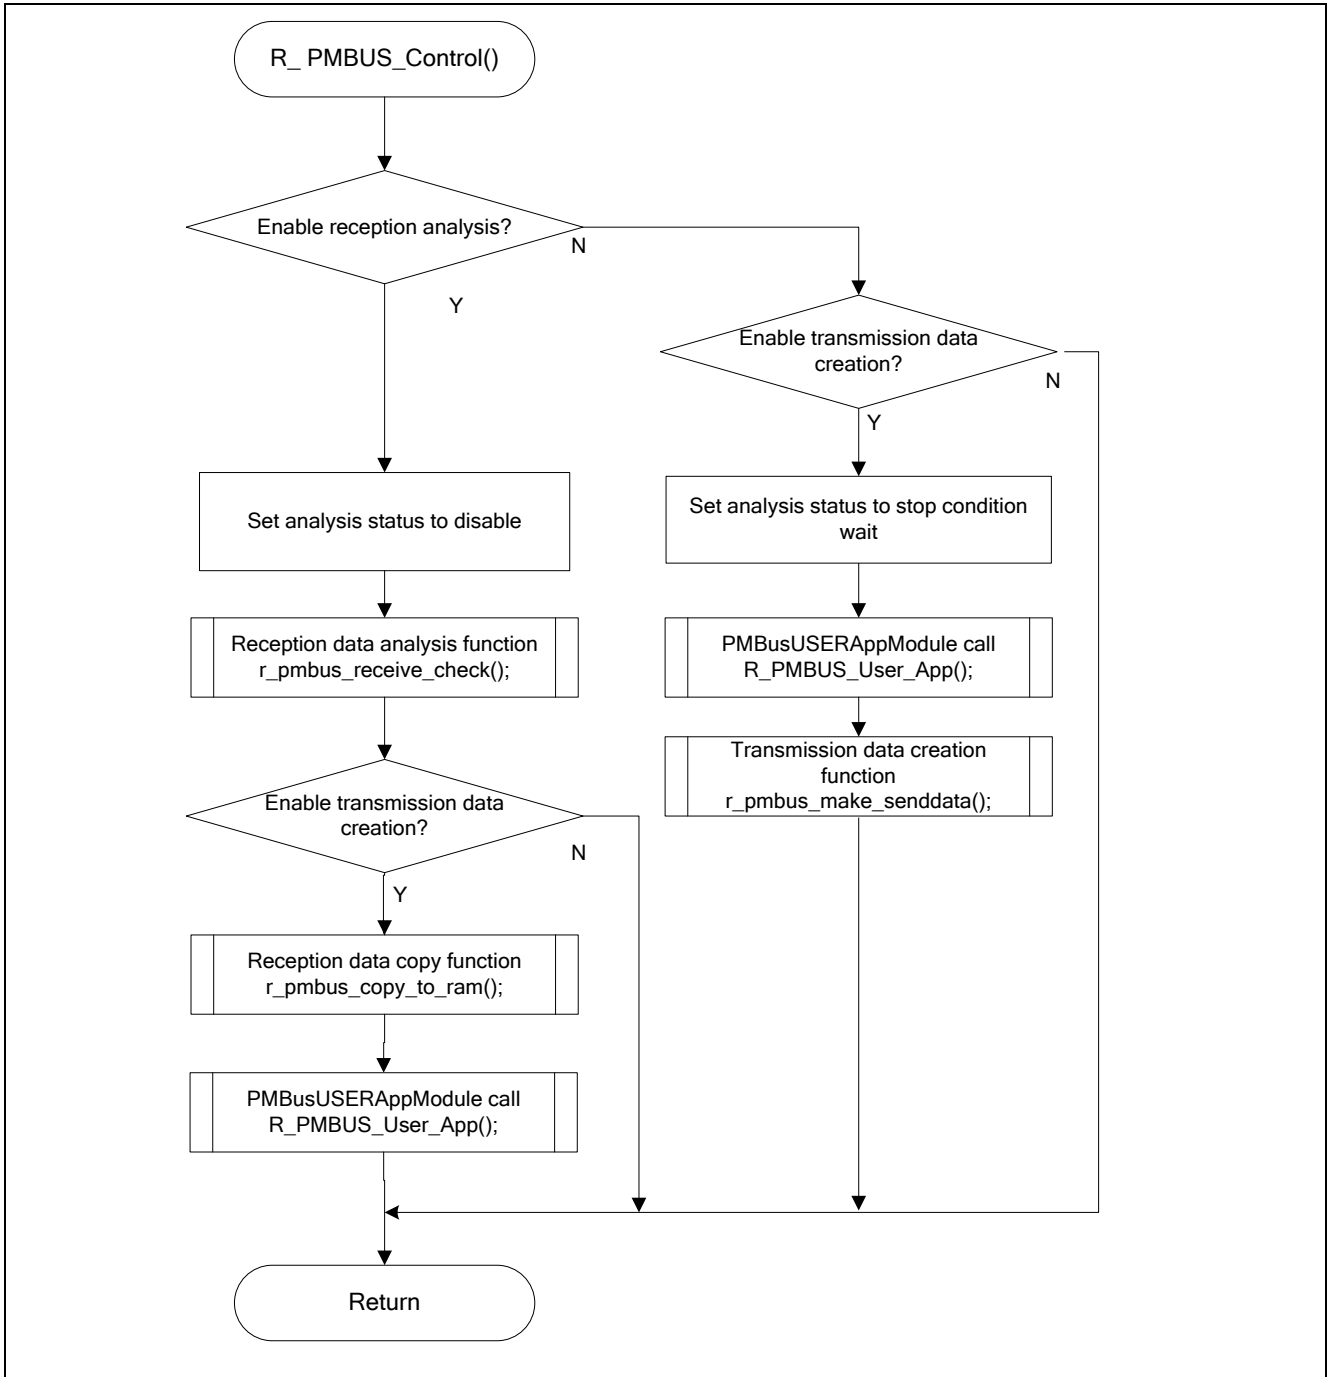 R_ PMBUS_Control()
Enable reception analysis?
N
Y
Enable transmission data
creation?
N
Y
Set analysis status to disable
Set analysis status to stop condition
wait
Reception data analysis function
r_pmbus_receive_check();
PMBusUSERAppModule call
R_PMBUS_User_App();
Transmission data creation
function
r_pmbus_make_senddata();
Enable transmission data
creation?
N
Y
Reception data copy function
r_pmbus_copy_to_ram();
PMBusUSERAppModule call
R_PMBUS_User_App();
Return